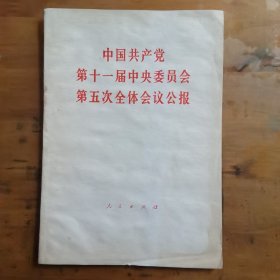 中国共产党
第十一届中央委员会
第五次全体会议公报
人民出版社